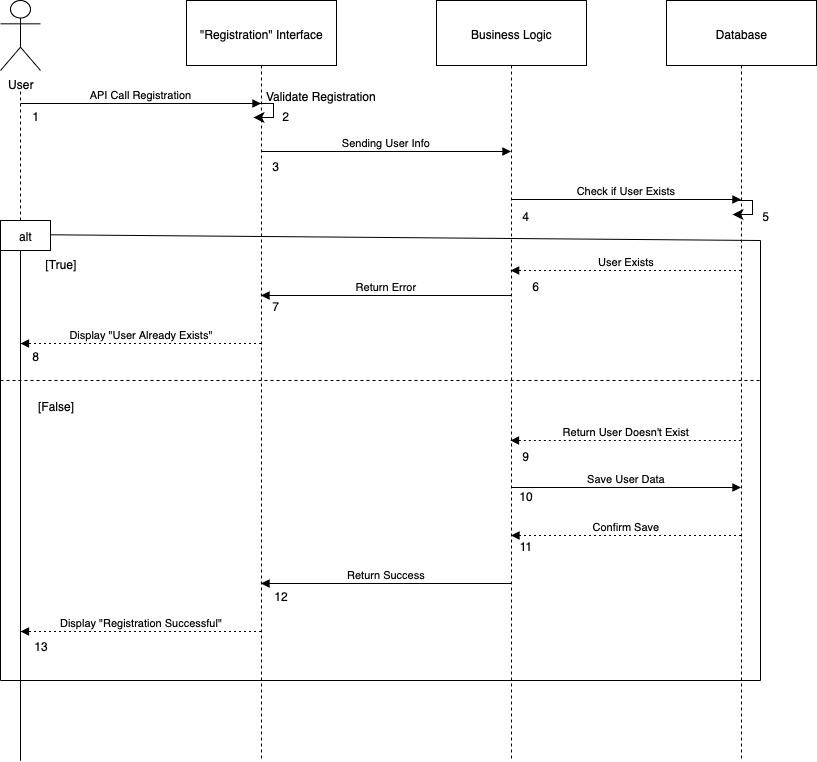 "Registration" Interface
Business Logic
Database
User
API Call Registration
Validate Registration
1
2
Sending User Info
3
Check if User Exists
4
5
alt
[True]
User Exists
6
Return Error
7
Display "User Already Exists"
8
[False]
Return User Doesn't Exist
9
Save User Data
10
Confirm Save
11
Return Success
12
Display "Registration Successful"
13